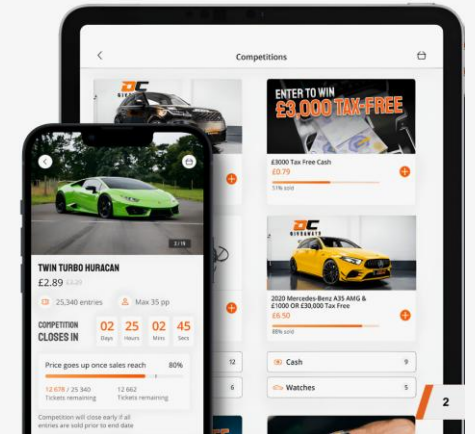 Competitions
DC
ENTER TO WIN
£3,000 TAX-FREE
£3000 Tax Free Cash
£0.79
51% sold
DC
GIVEAWAYS
2020 Mercedes-Benz A35 AMG &
£1000 OR £30,000 Tax Free
£6.50
88% sold
12
Cash
9
6
Watches
5
2
2/19
TWIN TURBO HURACAN
£2.89
25,340 entries
Max 35 pp
COMPETITION
CLOSES IN
02
25
02
45
Days
Hours
Mins
Secs
Price goes up once sales reach
80%
12 678 / 25 340
12 662
Tickets remaining
Tickets remaining
Competition will close early if all
entries are sold prior to end date